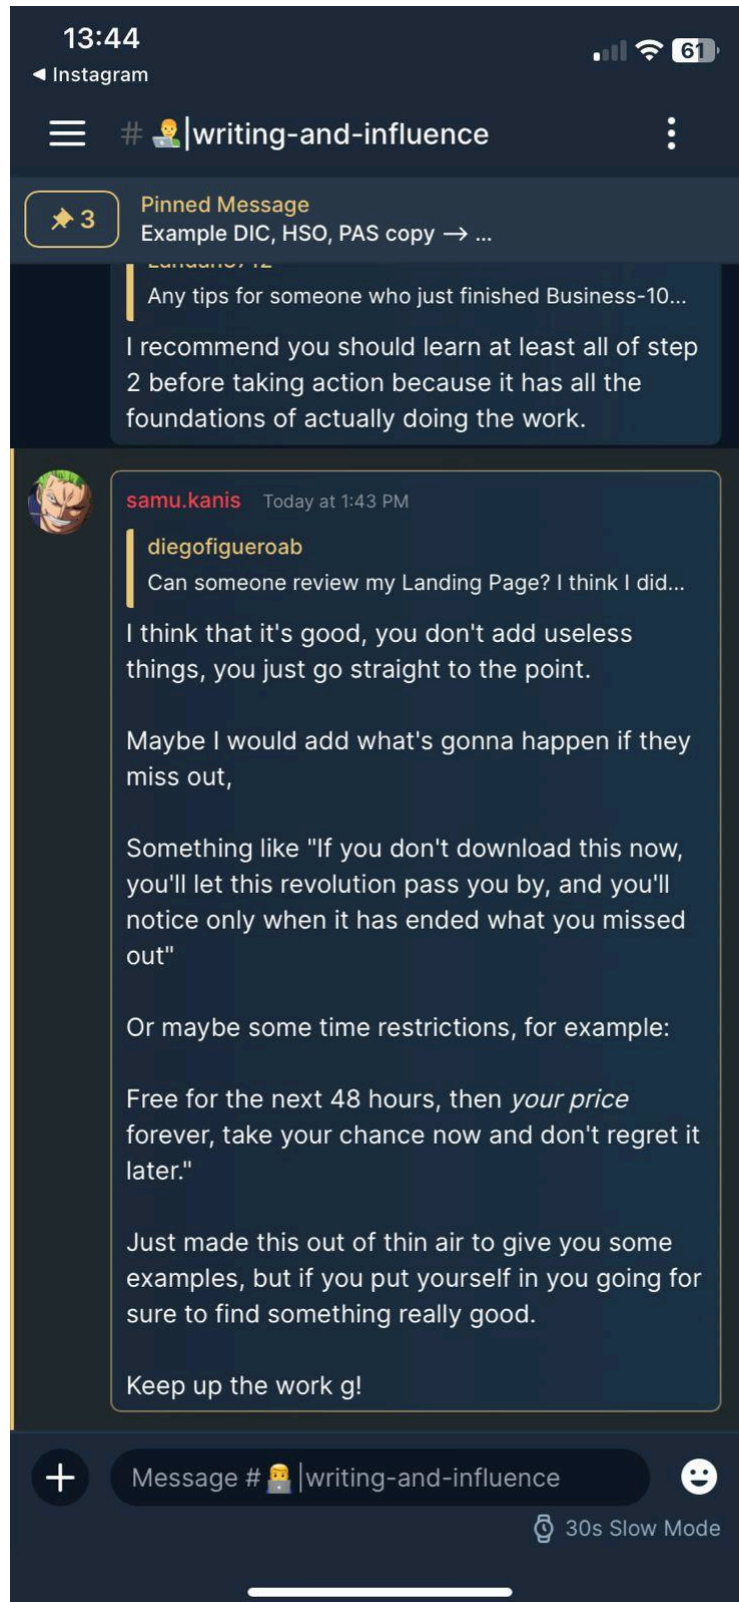 13:44
61
◀ Instagram
# |writing-and-influence
3
Pinned Message
Example DIC, HSO, PAS copy → ...
Any tips for someone who just finished Business-10...
I recommend you should learn at least all of step
2 before taking action because it has all the
foundations of actually doing the work.
samu.kanis Today at 1:43 PM
diegofigueroab
Can someone review my Landing Page? I think I did...
I think that it's good, you don't add useless
things, you just go straight to the point.
Maybe I would add what's gonna happen if they
miss out,
Something like "If you don't download this now,
you'll let this revolution pass you by, and you'll
notice only when it has ended what you missed
out"
Or maybe some time restrictions, for example:
Free for the next 48 hours, then your price
forever, take your chance now and don't regret it
later."
Just made this out of thin air to give you some
examples, but if you put yourself in you going for
sure to find something really good.
Keep up the work g!
Message # |writing-and-influence
30s Slow Mode